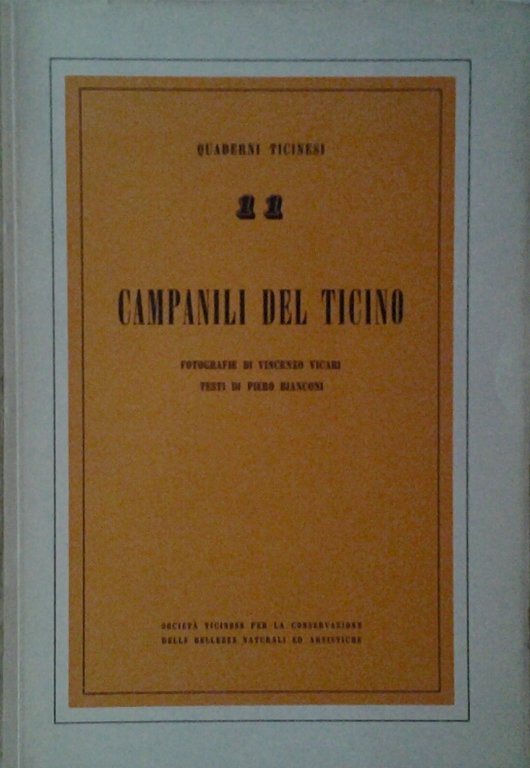 QUADERNI TICINESI
11
CAMPANILI DEL TICINO
FOTOGRAFIE DI VINCENZO VICARI
TESTI DI PIERO BIANCONI
SOCIETÀ TICINESE PER LA CONSERVAZIONE
DELLE BELLEZZE NATURALI ED ARTISTICHE